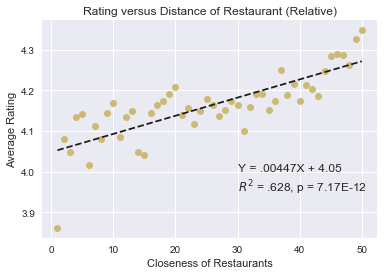 Rating versus Distance of Restaurant (Relative)
Average Rating
4.3
4.2
4.1
4.0
3.9
Y = .00447X + 4.05
R² = .628, p = 7.17E-12
0 10 20 30 40 50
Closeness of Restaurants